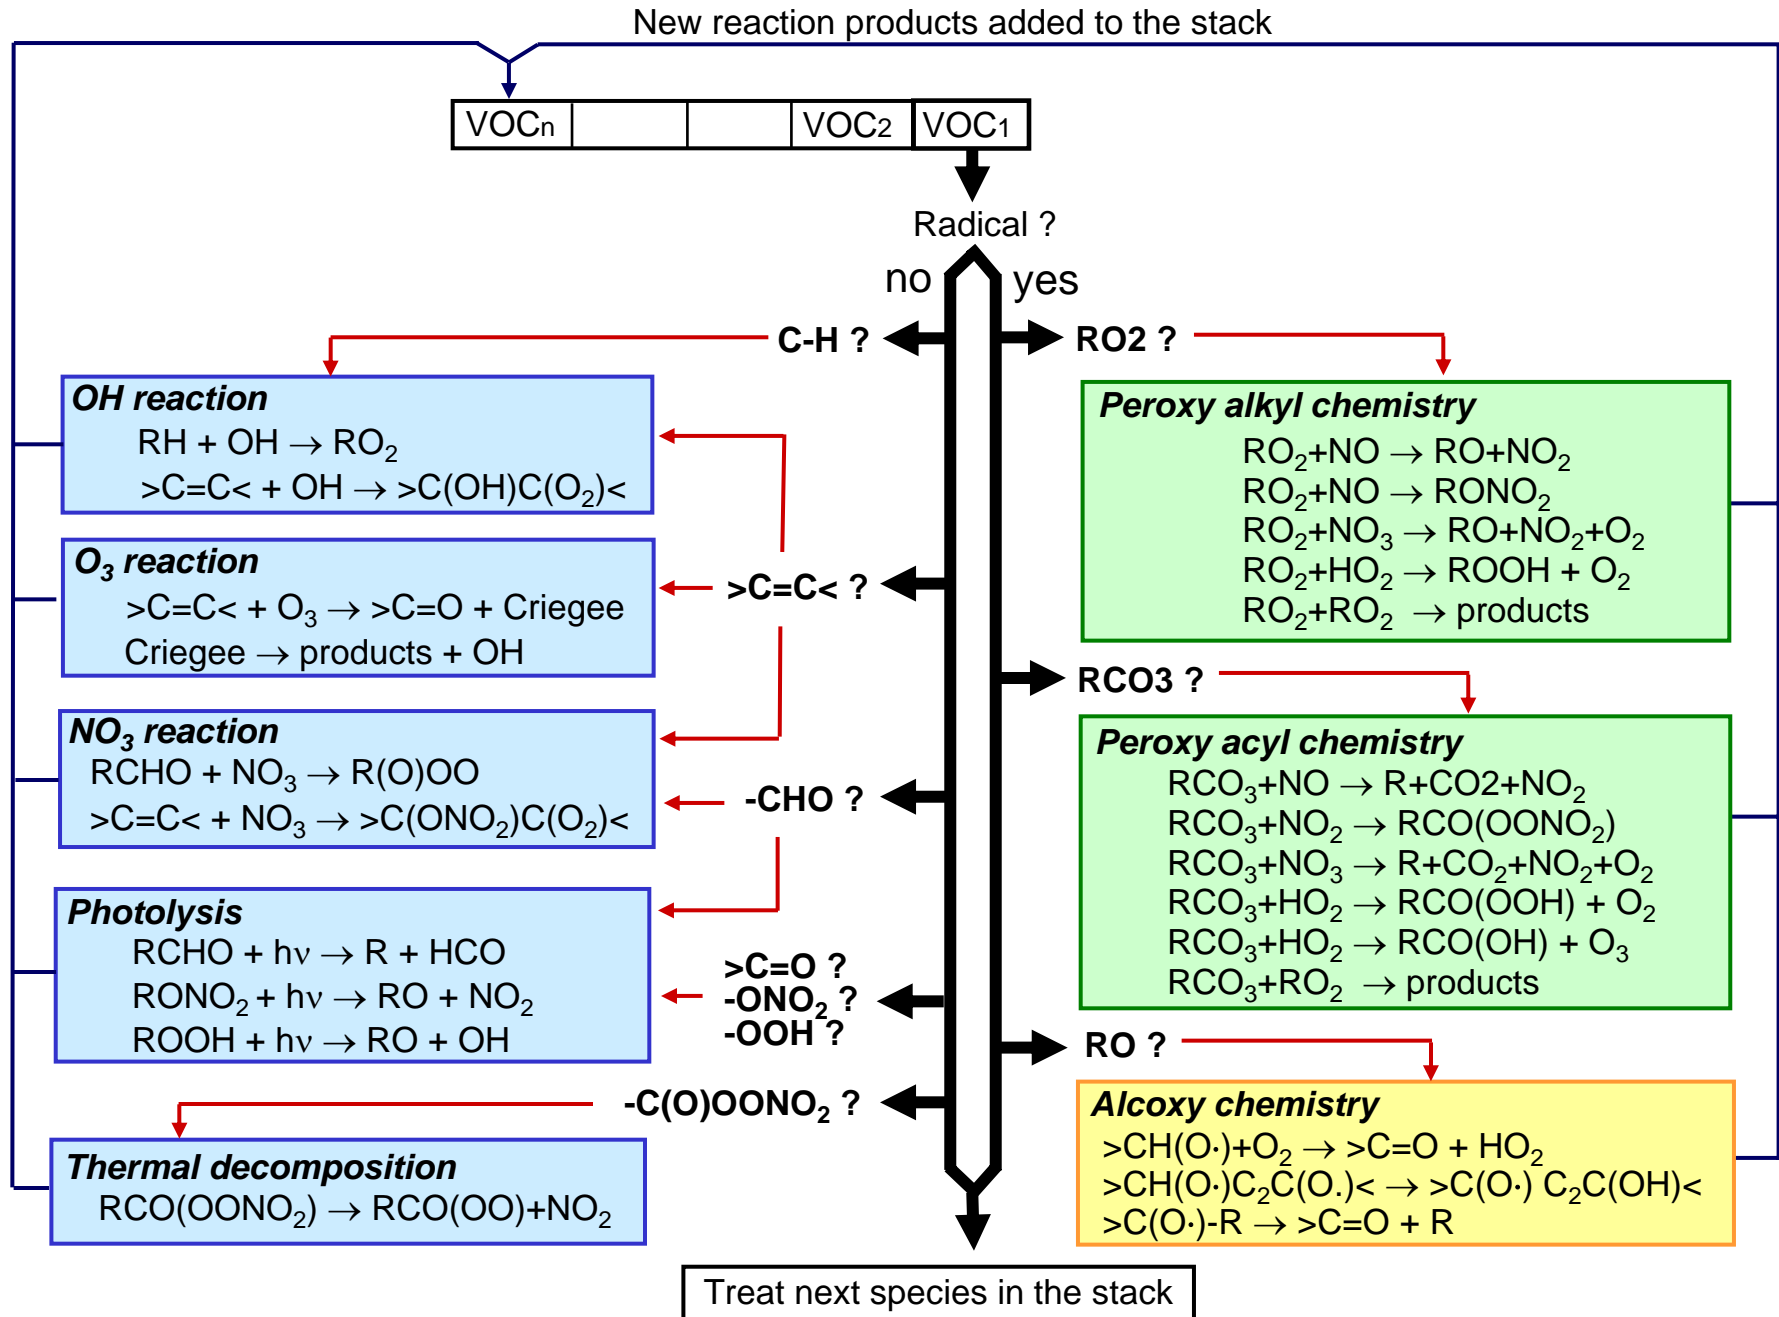 New reaction products added to the stack
VOCn VOC2 VOC1
Radical ?
no yes
C-H ?
OH reaction
RH + OH → RO₂
>C=C< + OH → >C(OH)C(O₂)<
O₃ reaction
>C=C< + O₃ → >C=O + Criegee
Criegee → products + OH
>C=C< ?
NO₃ reaction
RCHO + NO₃ → R(O)OO
>C=C< + NO₃ → >C(ONO₂)C(O₂)<
-CHO ?
Photolysis
RCHO + hν → R + HCO
RONO₂ + hν → RO + NO₂
ROOH + hν → RO + OH
>C=O ?
-ONO₂ ?
-OOH ?
-C(O)OONO₂ ?
Thermal decomposition
RCO(OONO₂) → RCO(OO)+NO₂
RO2 ?
Peroxy alkyl chemistry
RO₂+NO → RO+NO₂
RO₂+NO → RONO₂
RO₂+NO₃ → RO+NO₂+O₂
RO₂+HO₂ → ROOH + O₂
RO₂+RO₂ → products
RCO3 ?
Peroxy acyl chemistry
RCO₃+NO → R+CO2+NO₂
RCO₃+NO₂ → RCO(OONO₂)
RCO₃+NO₃ → R+CO₂+NO₂+O₂
RCO₃+HO₂ → RCO(OOH) + O₂
RCO₃+HO₂ → RCO(OH) + O₃
RCO₃+RO₂ → products
RO ?
Alcoxy chemistry
>CH(O·)+O₂ → >C=O + HO₂
>CH(O·)C₂C(O.)< → >C(O·) C₂C(OH)<
>C(O·)-R → >C=O + R
Treat next species in the stack